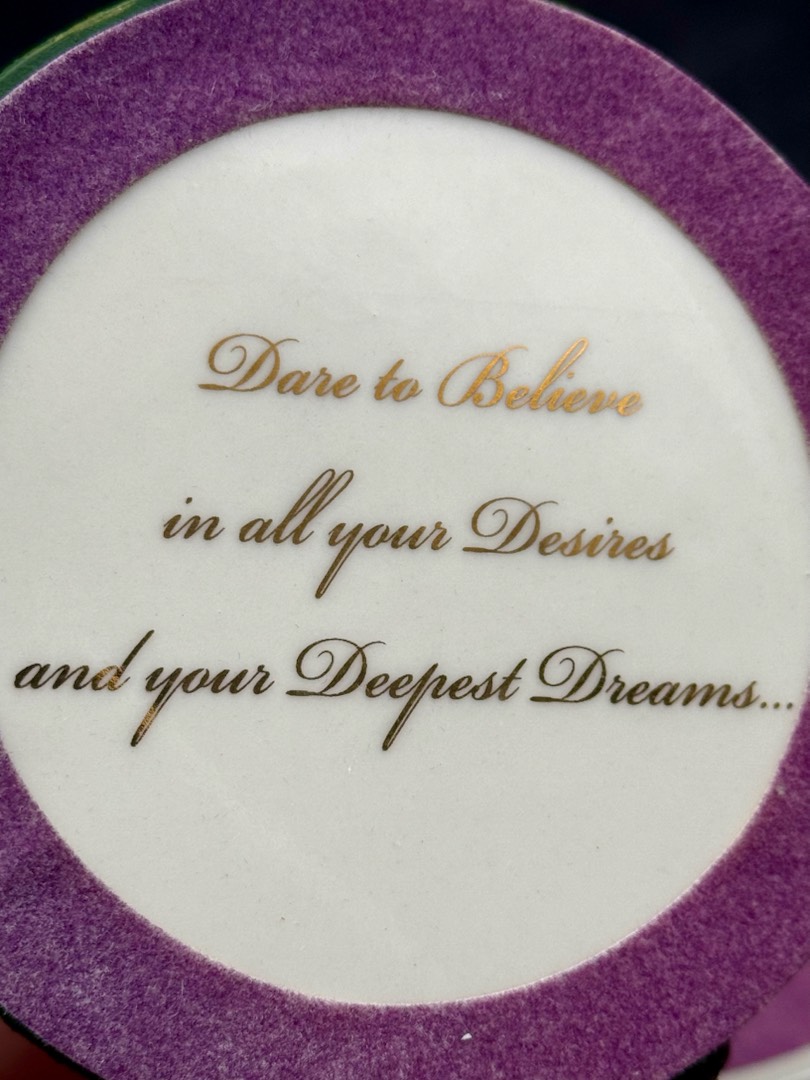 Dare to Believe
in all your Desires
and your Deepest Dreams...